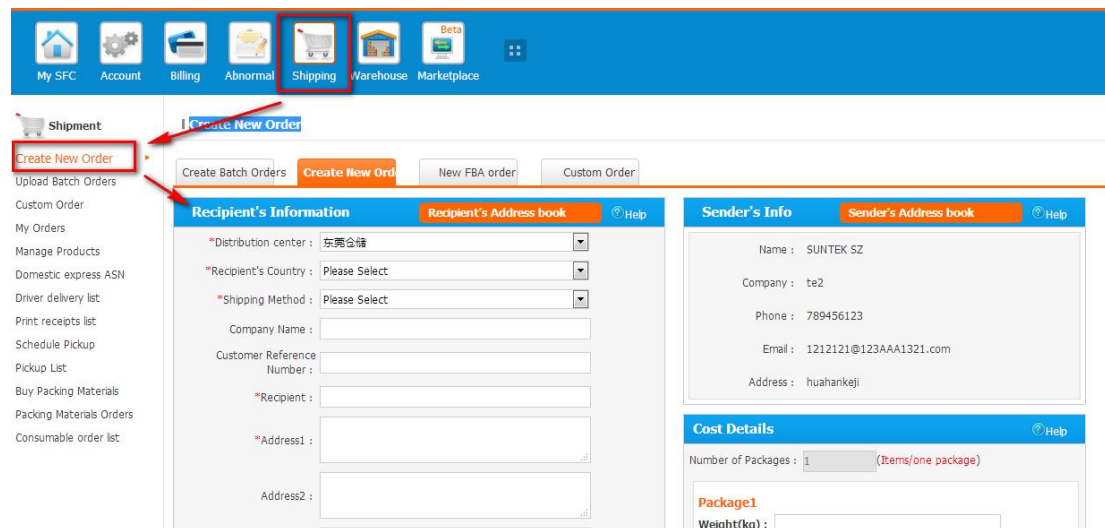 Beta
My SFC Account Billing Abnormal Shipping Warehouse Marketplace
Shipment
Create New Order
Upload Batch Orders
Custom Order
My Orders
Manage Products
Domestic express ASN
Driver delivery list
Print receipts list
Schedule Pickup
Pickup List
Buy Packing Materials
Packing Materials Orders
Consumable order list
Create New Order
Create Batch Orders Create New Ord New FBA order Custom Order
Recipient's Information Recipient's Address book ?Help
*Distribution center : 东莞仓储
*Recipient's Country : Please Select
*Shipping Method : Please Select
Company Name :
Customer Reference
Number :
*Recipient :
*Address1 :
Address2 :
Sender's Info Sender's Address book ?Help
Name : SUNTEK SZ
Company : te2
Phone : 789456123
Email : 1212121@123AAA1321.com
Address : huahankeji
Cost Details ?Help
Number of Packages : 1 (Items/one package)
Package1
Weight(kg) :